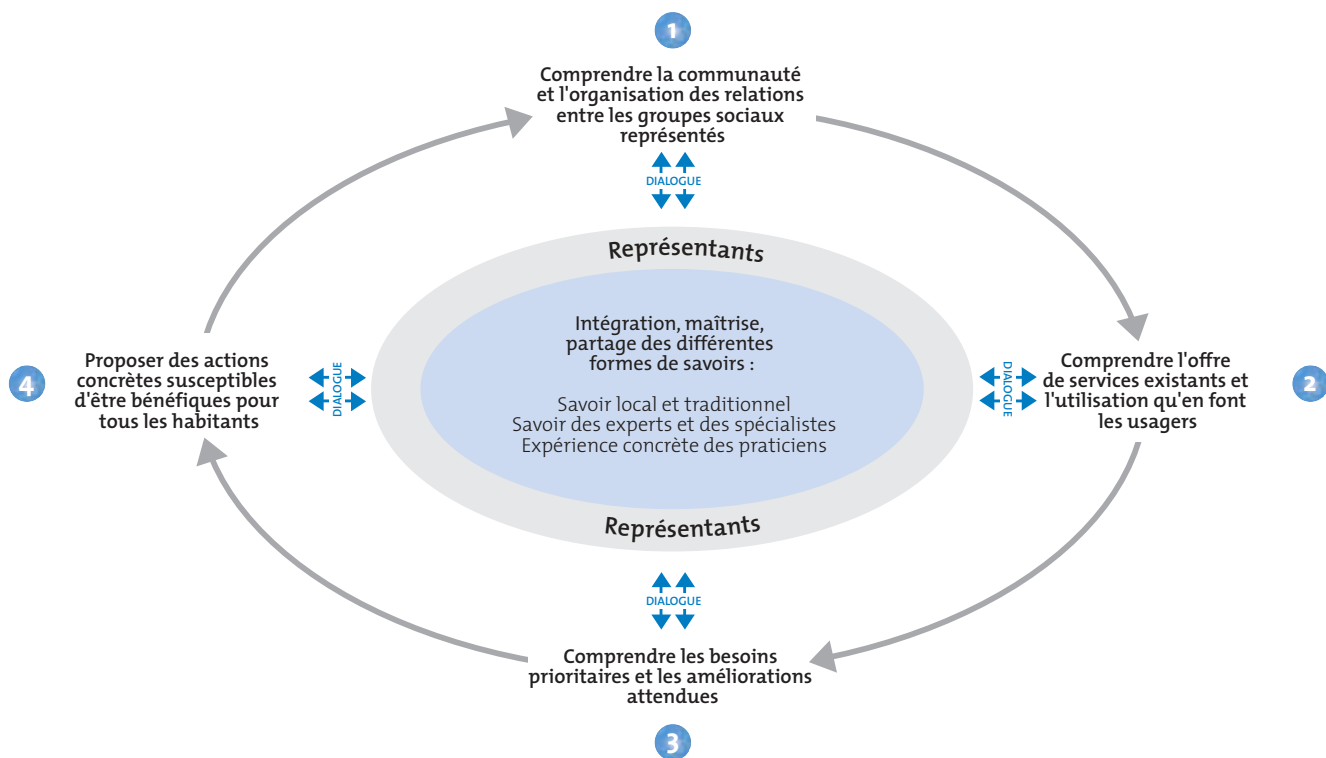 1
Comprendre la communauté
et l'organisation des relations
entre les groupes sociaux
représentés
DIALOGUE
Représentants
Intégration, maîtrise,
partage des différentes
formes de savoirs :
Savoir local et traditionnel
Savoir des experts et des spécialistes
Expérience concrète des praticiens
Représentants
DIALOGUE
Comprendre l'offre
de services existants et
l'utilisation qu'en font
les usagers
2
DIALOGUE
Comprendre les besoins
prioritaires et les améliorations
attendues
3
4
Proposer des actions
concrètes susceptibles
d'être bénéfiques pour
tous les habitants
DIALOGUE